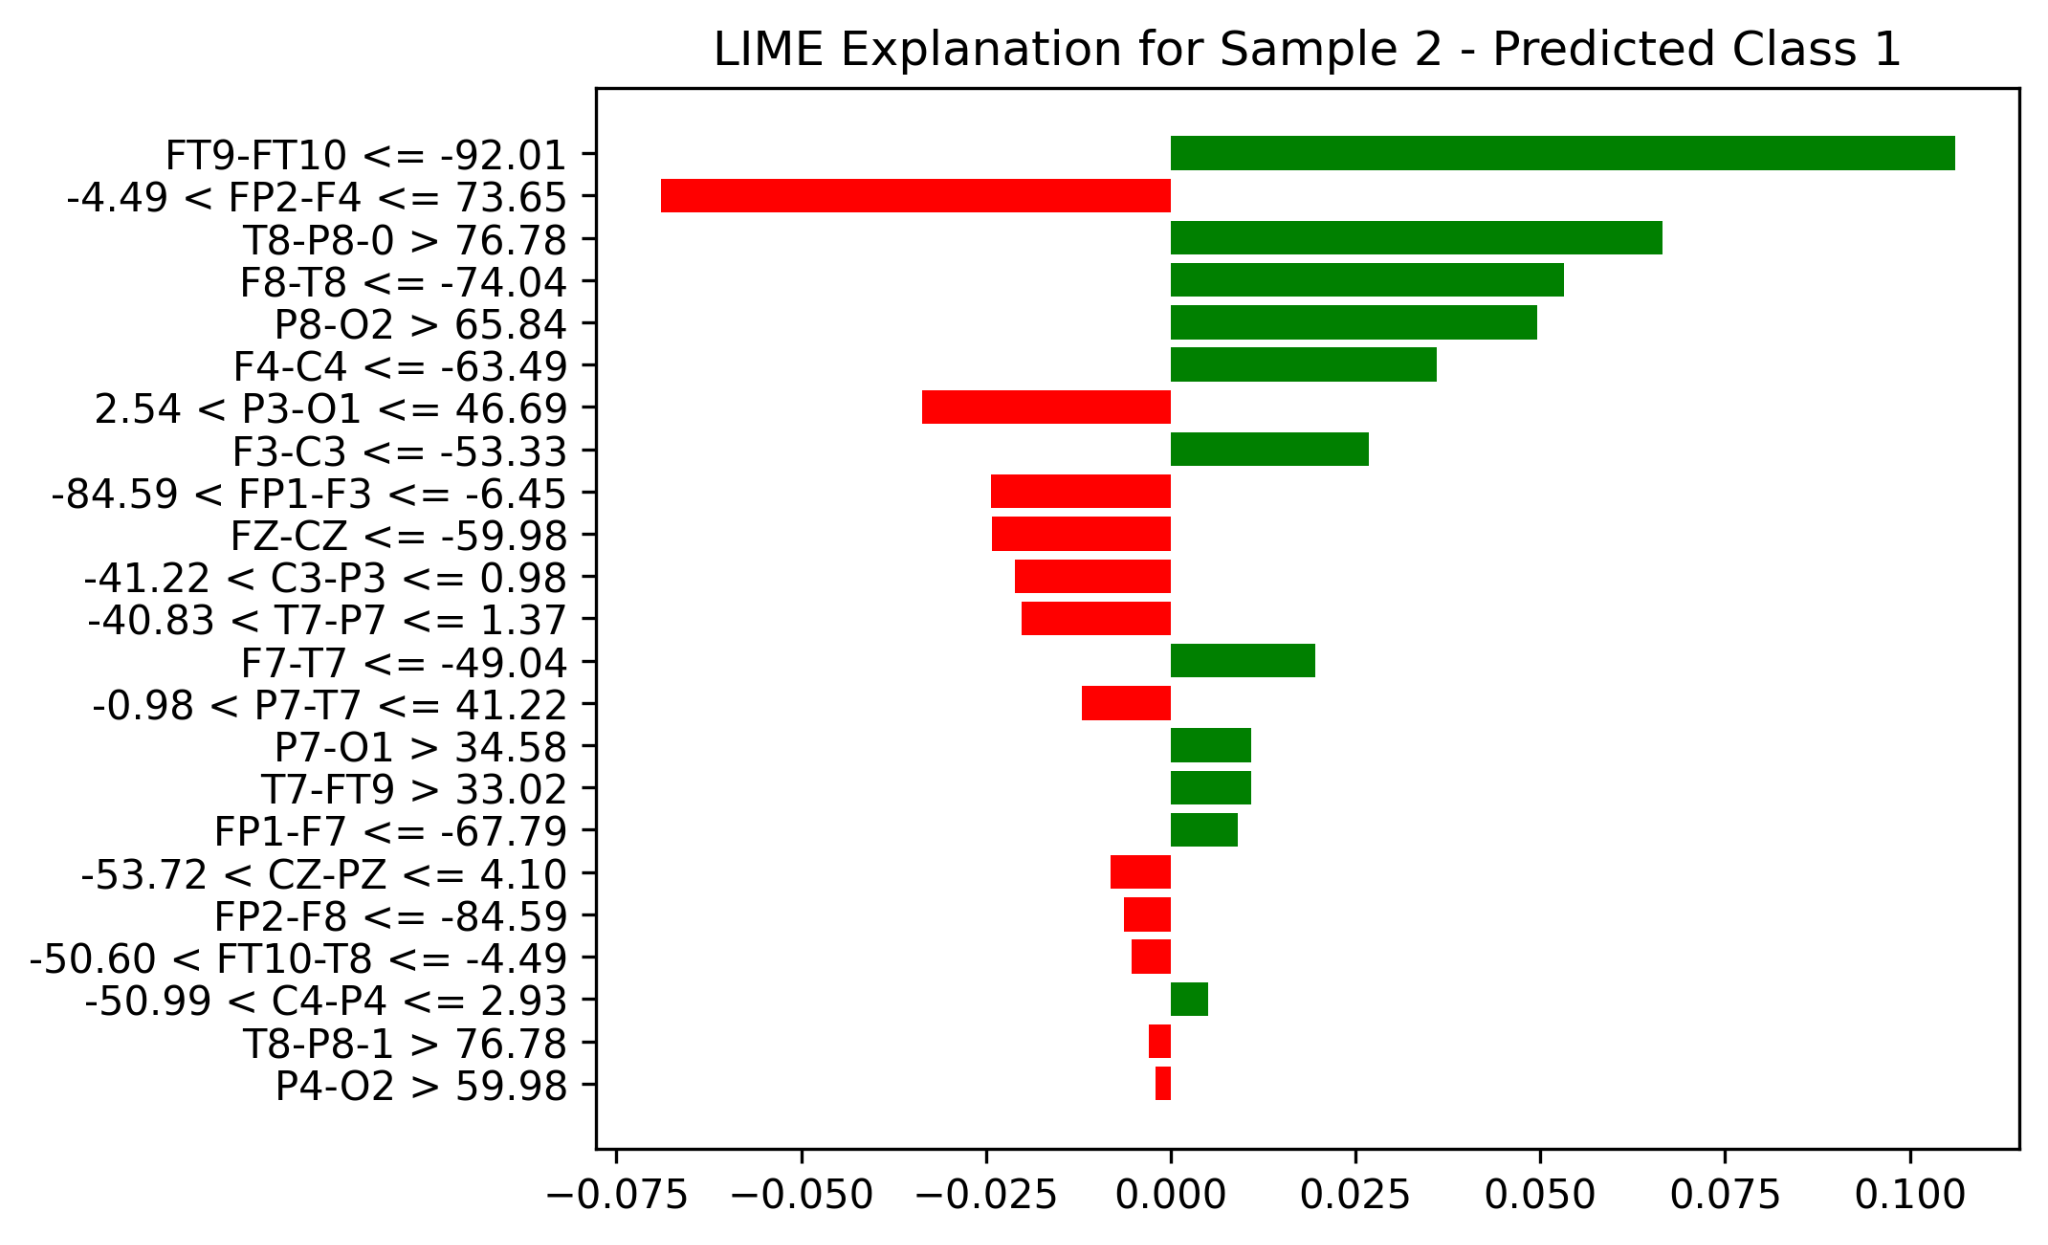 LIME Explanation for Sample 2 - Predicted Class 1
FT9-FT10 <= -92.01
-4.49 < FP2-F4 <= 73.65
T8-P8-0 > 76.78
F8-T8 <= -74.04
P8-O2 > 65.84
F4-C4 <= -63.49
2.54 < P3-O1 <= 46.69
F3-C3 <= -53.33
-84.59 < FP1-F3 <= -6.45
FZ-CZ <= -59.98
-41.22 < C3-P3 <= 0.98
-40.83 < T7-P7 <= 1.37
F7-T7 <= -49.04
-0.98 < P7-T7 <= 41.22
P7-O1 > 34.58
T7-FT9 > 33.02
FP1-F7 <= -67.79
-53.72 < CZ-PZ <= 4.10
FP2-F8 <= -84.59
-50.60 < FT10-T8 <= -4.49
-50.99 < C4-P4 <= 2.93
T8-P8-1 > 76.78
P4-O2 > 59.98
−0.075 −0.050 −0.025 0.000 0.025 0.050 0.075 0.100